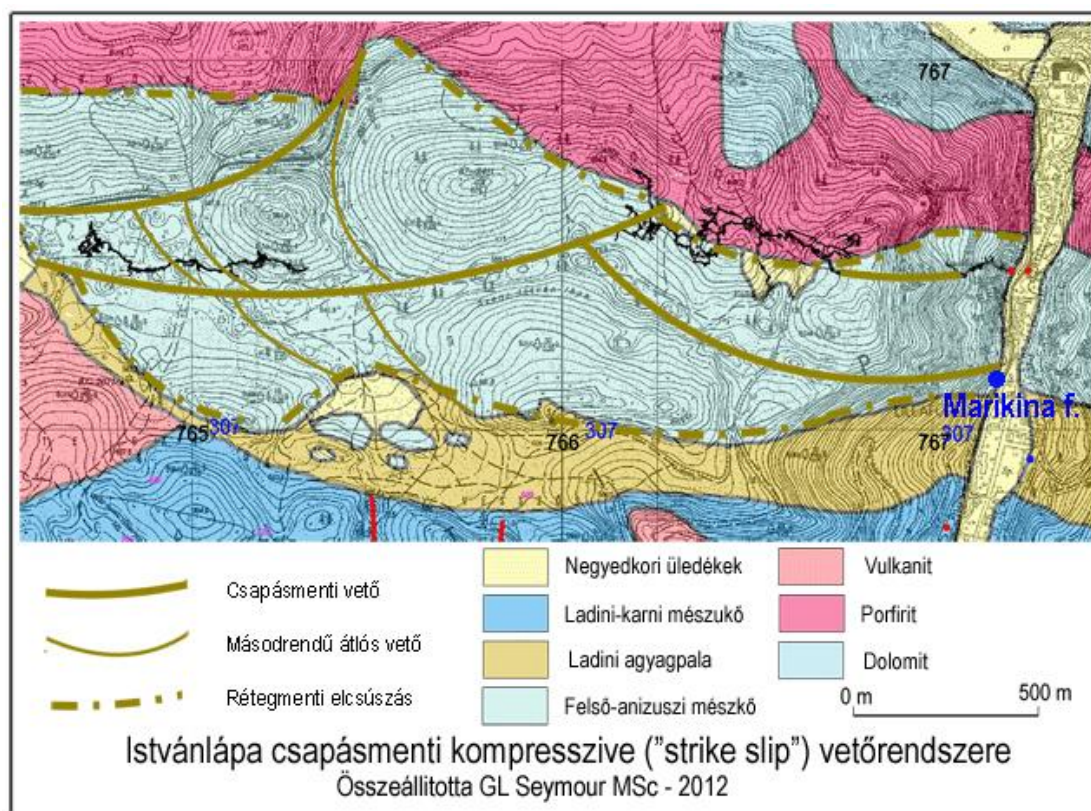 767
765
307
766
307
767
307
Marikina f.
Csapásmenti vető
Másodrendű átlós vető
Rétegmenti elcsúszás
Negyedkori üledékek
Ladini-karni mészukő
Ladini agyagpala
Felső-anizuszi mészkő
Vulkanit
Porfirit
Dolomit
0 m
500 m
Istvánlápa csapásmenti kompresszive ("strike slip") vetőrendszere
Összeállitotta GL Seymour MSc - 2012